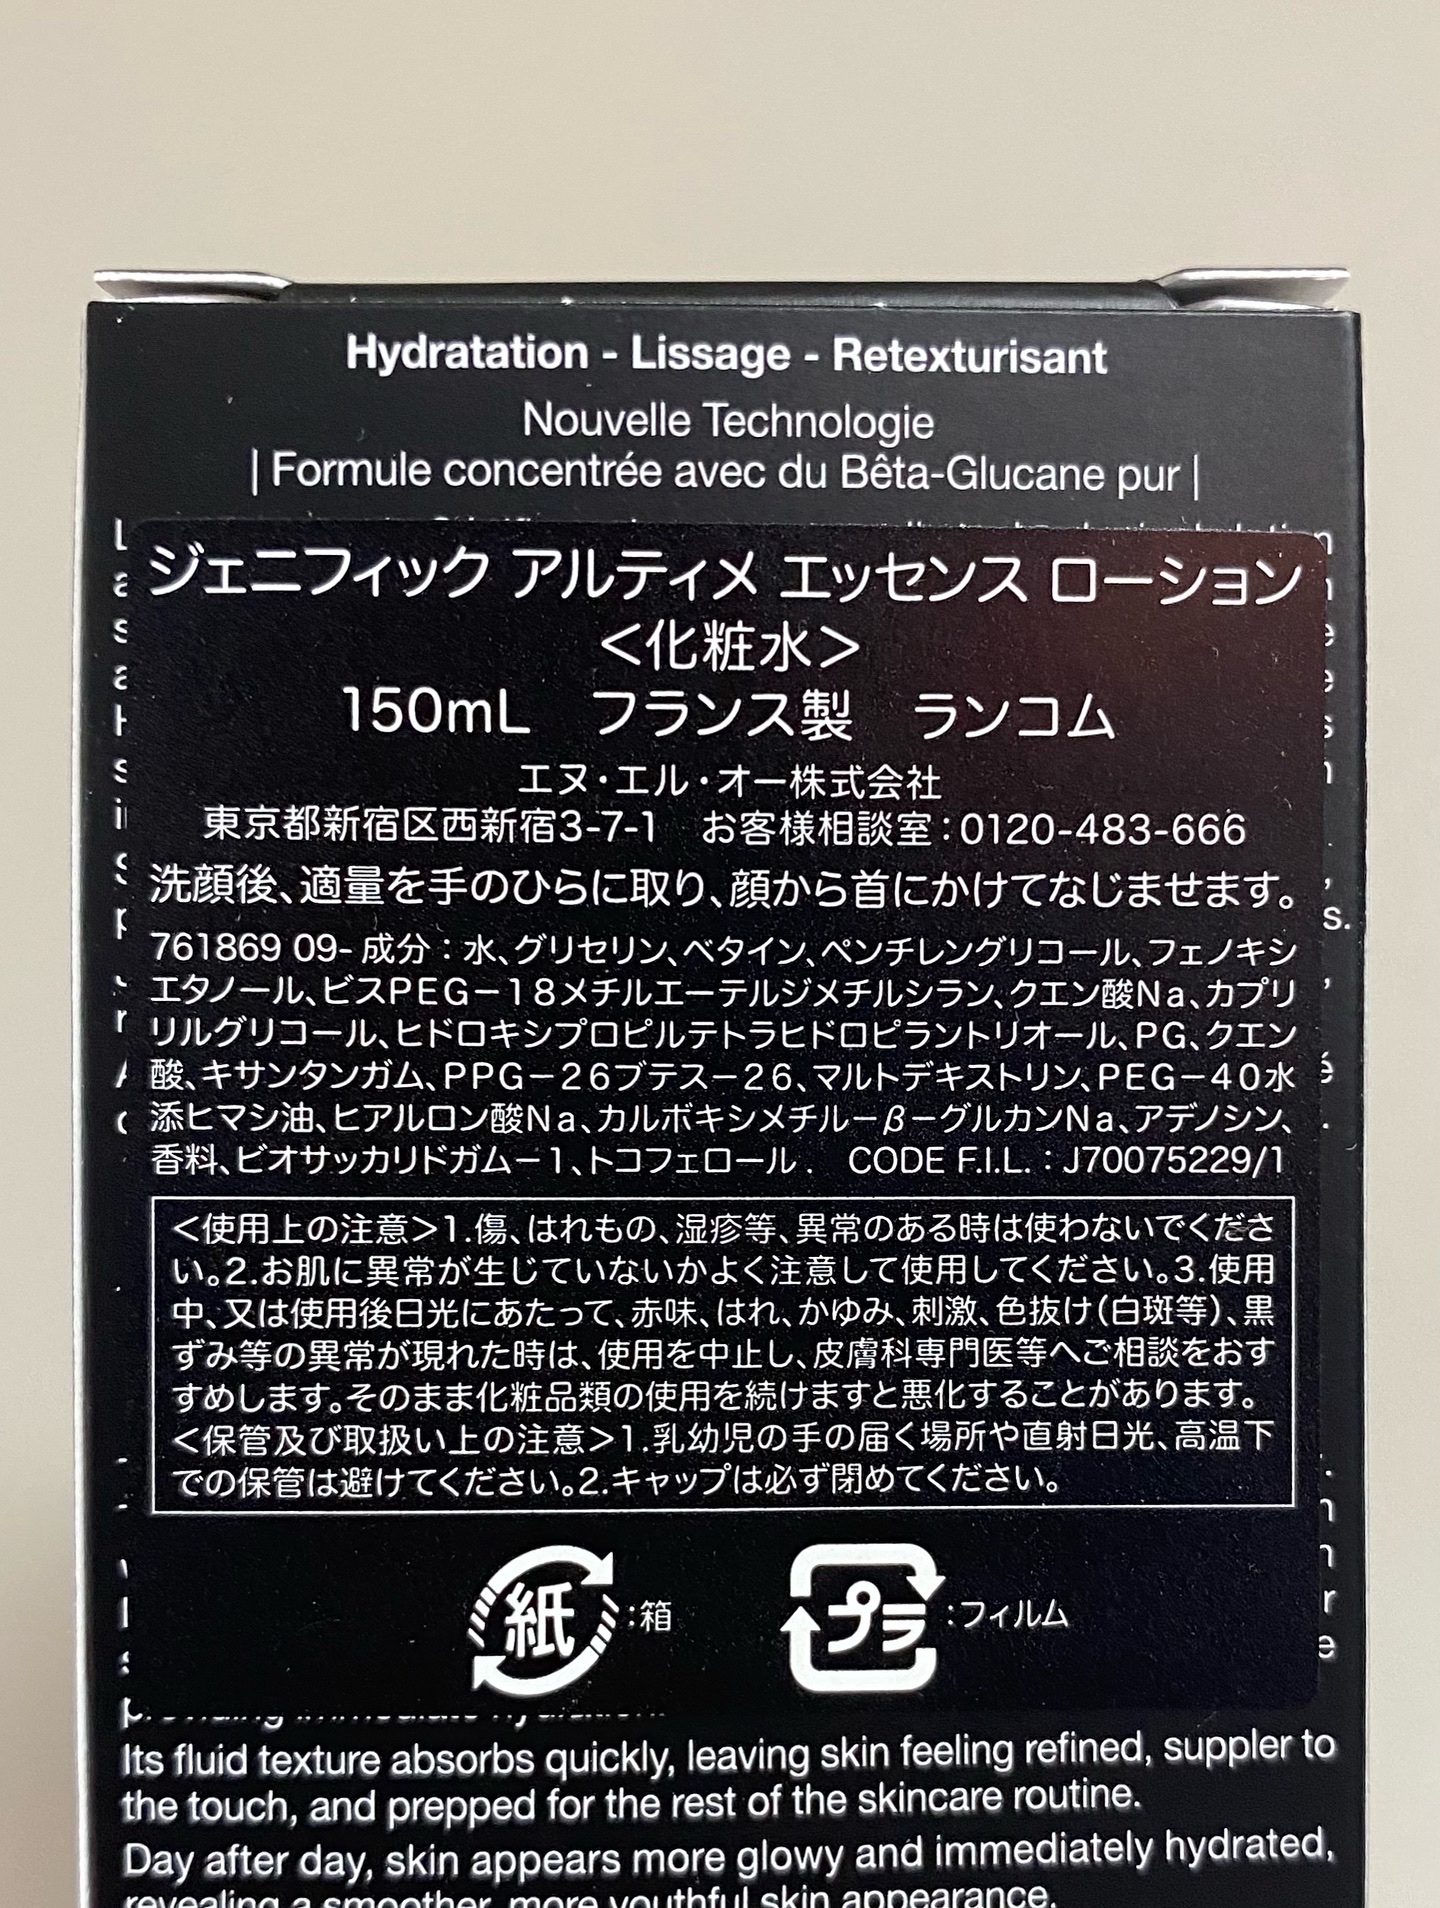 Hydratation - Lissage - Retexturisant
Nouvelle Technologie
| Formule concentrée avec du Bêta-Glucane pur |
ジェニフィック アルティメ エッセンス ローション
＜化粧水＞
150mL フランス製 ランコム
エヌ・エル・オー株式会社
東京都新宿区西新宿3-7-1 お客様相談室：0120-483-666
洗顔後、適量を手のひらに取り、顔から首にかけてなじませます。
761869 09- 成分：水、グリセリン、ベタイン、ペンチレングリコール、フェノキシ
エタノール、ビスPEG－18メチルエーテルジメチルシラン、クエン酸Na、カプリ
リルグリコール、ヒドロキシプロピルテトラヒドロピラントリオール、PG、クエン
酸、キサンタンガム、PPG－26ブテス－26、マルトデキストリン、PEG－40水
添ヒマシ油、ヒアルロン酸Na、カルボキシメチル－β－グルカンNa、アデノシン、
香料、ビオサッカリドガム－1、トコフェロール． CODE F.I.L.：J70075229/1
＜使用上の注意＞1.傷、はれもの、湿疹等、異常のある時は使わないでくださ
い。2.お肌に異常が生じていないかよく注意して使用してください。3.使用
中、又は使用後日光にあたって、赤味、はれ、かゆみ、刺激、色抜け（白斑等）、黒
ずみ等の異常が現れた時は、使用を中止し、皮膚科専門医等へご相談をおす
すめします。そのまま化粧品類の使用を続けますと悪化することがあります。
＜保管及び取扱い上の注意＞1.乳幼児の手の届く場所や直射日光、高温下
での保管は避けてください。2.キャップは必ず閉めてください。
紙：箱 プラ：フィルム
providing immediate hydration.
Its fluid texture absorbs quickly, leaving skin feeling refined, suppler to
the touch, and prepped for the rest of the skincare routine.
Day after day, skin appears more glowy and immediately hydrated,
revealing a smoother, more youthful skin appearance.